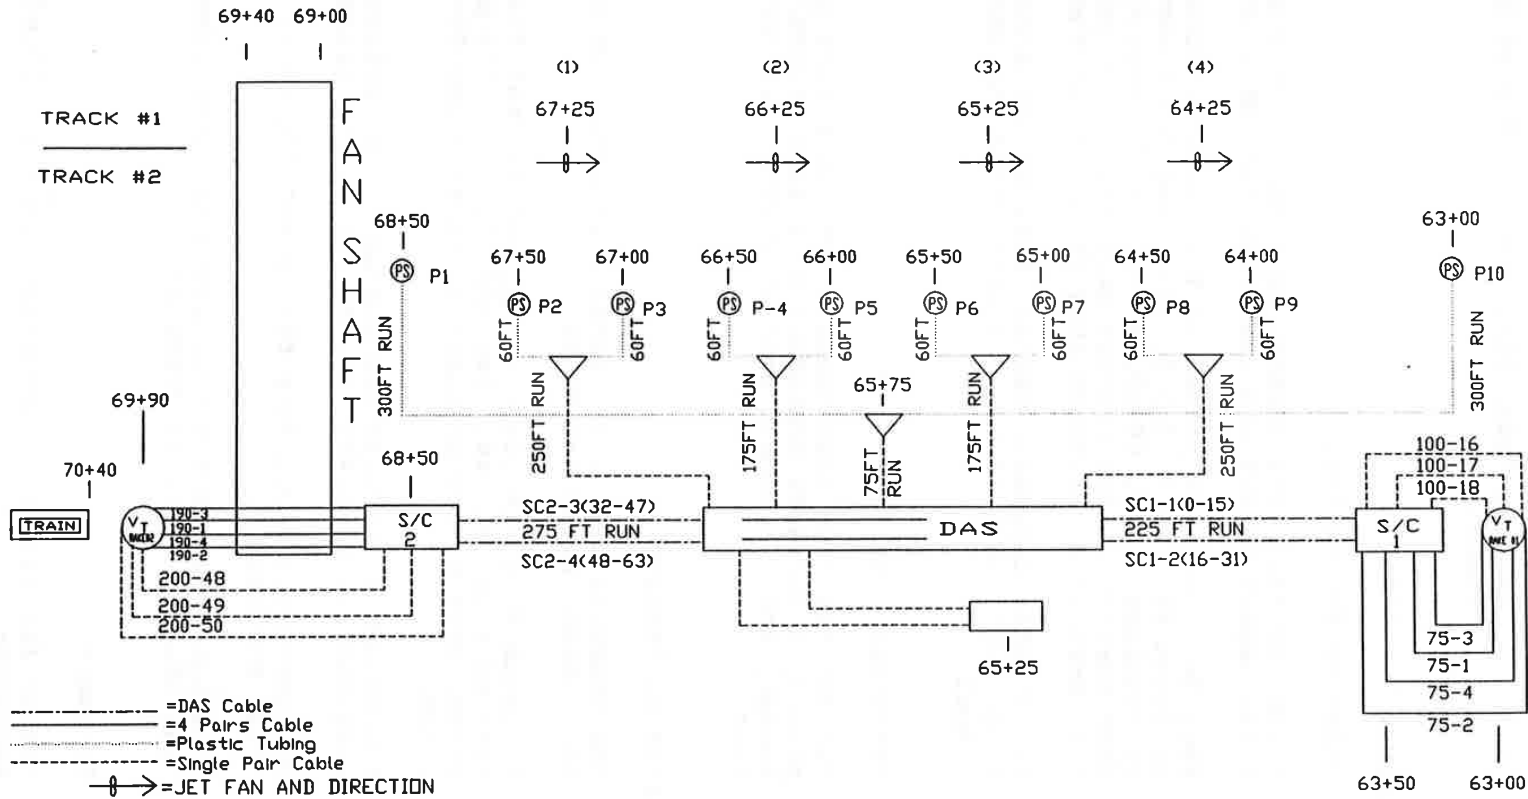 69+40 69+00
(1) (2) (3) (4)
67+25 66+25 65+25 64+25
TRACK #1
TRACK #2
FAN SHAFT
68+50
PS P1
67+50 67+00 66+50 66+00 65+50 65+00 64+50 64+00
PS P2 PS P3 PS P-4 PS P5 PS P6 PS P7 PS P8 PS P9
63+00
PS P10
60FT 60FT 60FT 60FT 60FT 60FT 60FT 60FT
300FT RUN
300FT RUN
250FT RUN
175FT RUN
65+75
75FT RUN
175FT RUN
250FT RUN
69+90
70+40
68+50
TRAIN
VT
190-3
190-1
190-4
190-2
S/C
2
200-48
200-49
200-50
SC2-3(32-47)
275 FT RUN
SC2-4(48-63)
DAS
SC1-1(0-15)
225 FT RUN
SC1-2(16-31)
100-16
100-17
100-18
S/C
1
VT
75-3
75-1
75-4
75-2
65+25
63+50 63+00
=DAS Cable
=4 Pairs Cable
=Plastic Tubing
=Single Pair Cable
=JET FAN AND DIRECTION